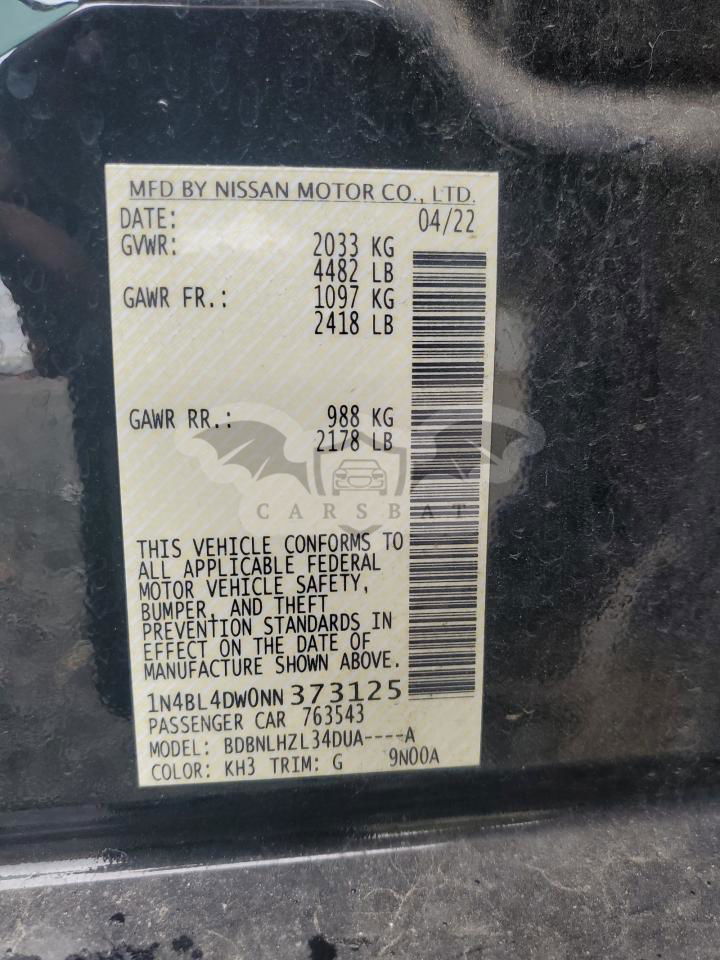 MFD BY NISSAN MOTOR CO., LTD.
DATE: 04/22
GVWR: 2033 KG
4482 LB
GAWR FR.: 1097 KG
2418 LB
GAWR RR.: 988 KG
2178 LB
CARSBAT
THIS VEHICLE CONFORMS TO
ALL APPLICABLE FEDERAL
MOTOR VEHICLE SAFETY,
BUMPER, AND THEFT
PREVENTION STANDARDS IN
EFFECT ON THE DATE OF
MANUFACTURE SHOWN ABOVE.
1N4BL4DW0NN373125
PASSENGER CAR 763543
MODEL: BDBNLHZL34DUA----A
COLOR: KH3 TRIM: G 9N00A